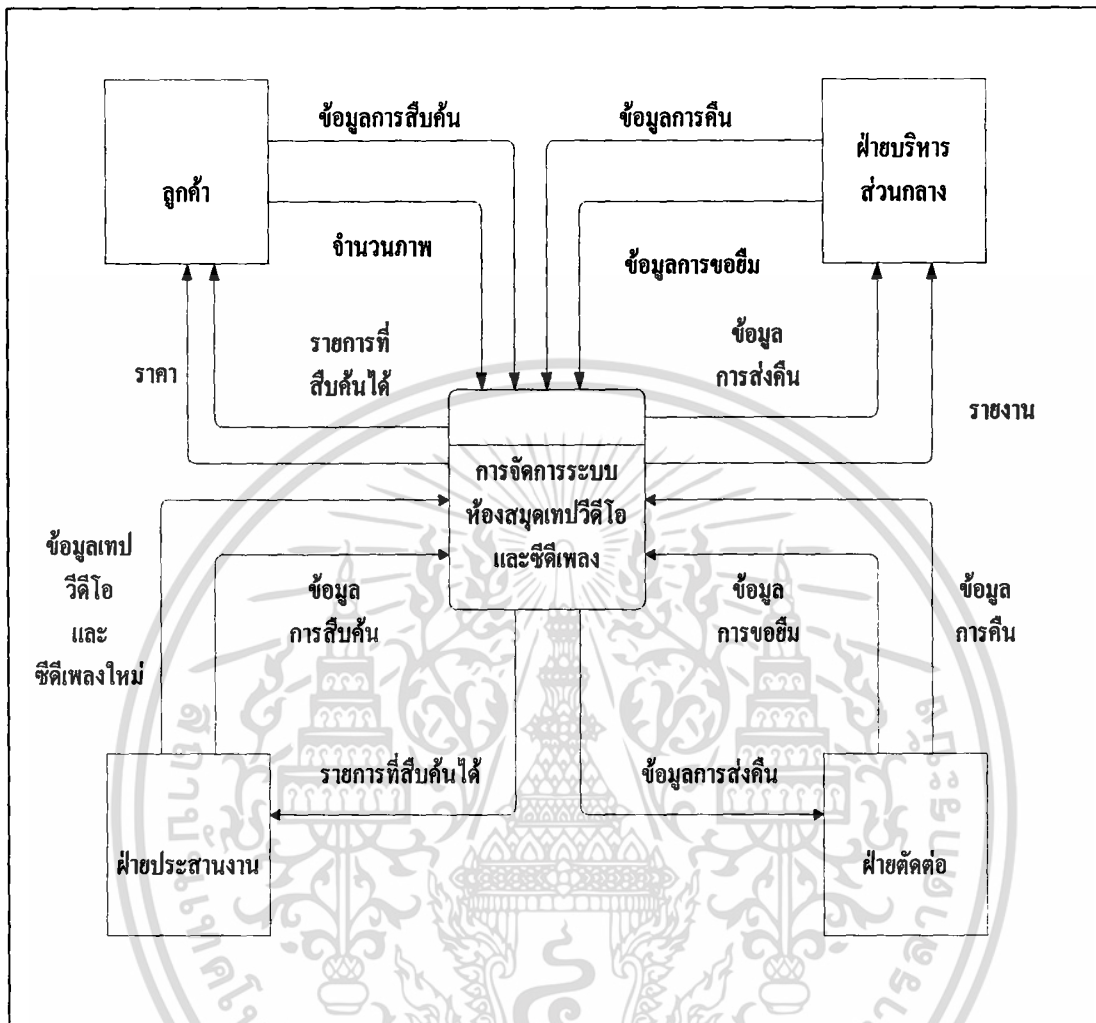 ข้อมูลการสืบค้น
ข้อมูลการคืน
ลูกค้า
ฝ่ายบริหาร
ส่วนกลาง
จำนวนภาพ
ข้อมูลการขอยืม
ราคา
รายการที่
สืบค้นได้
ข้อมูล
การส่งคืน
รายงาน
การจัดการระบบ
ห้องสมุดเทปวีดีโอ
และซีดีเพลง
ข้อมูลเทป
วีดีโอ
และ
ซีดีเพลงใหม่
ข้อมูล
การสืบค้น
ข้อมูล
การขอยืม
ข้อมูล
การคืน
รายการที่สืบค้นได้
ข้อมูลการส่งคืน
ฝ่ายประสานงาน
ฝ่ายตัดต่อ